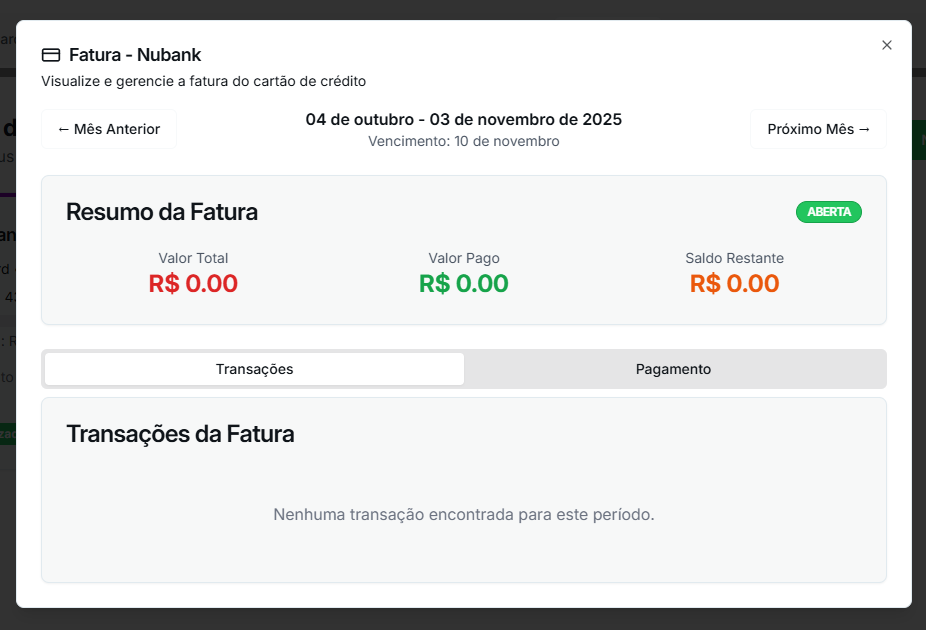 Fatura - Nubank
Visualize e gerencie a fatura do cartão de crédito
← Mês Anterior
04 de outubro - 03 de novembro de 2025
Vencimento: 10 de novembro
Próximo Mês →
Resumo da Fatura
ABERTA
Valor Total
Valor Pago
Saldo Restante
R$ 0.00
R$ 0.00
R$ 0.00
Transações
Pagamento
Transações da Fatura
Nenhuma transação encontrada para este período.